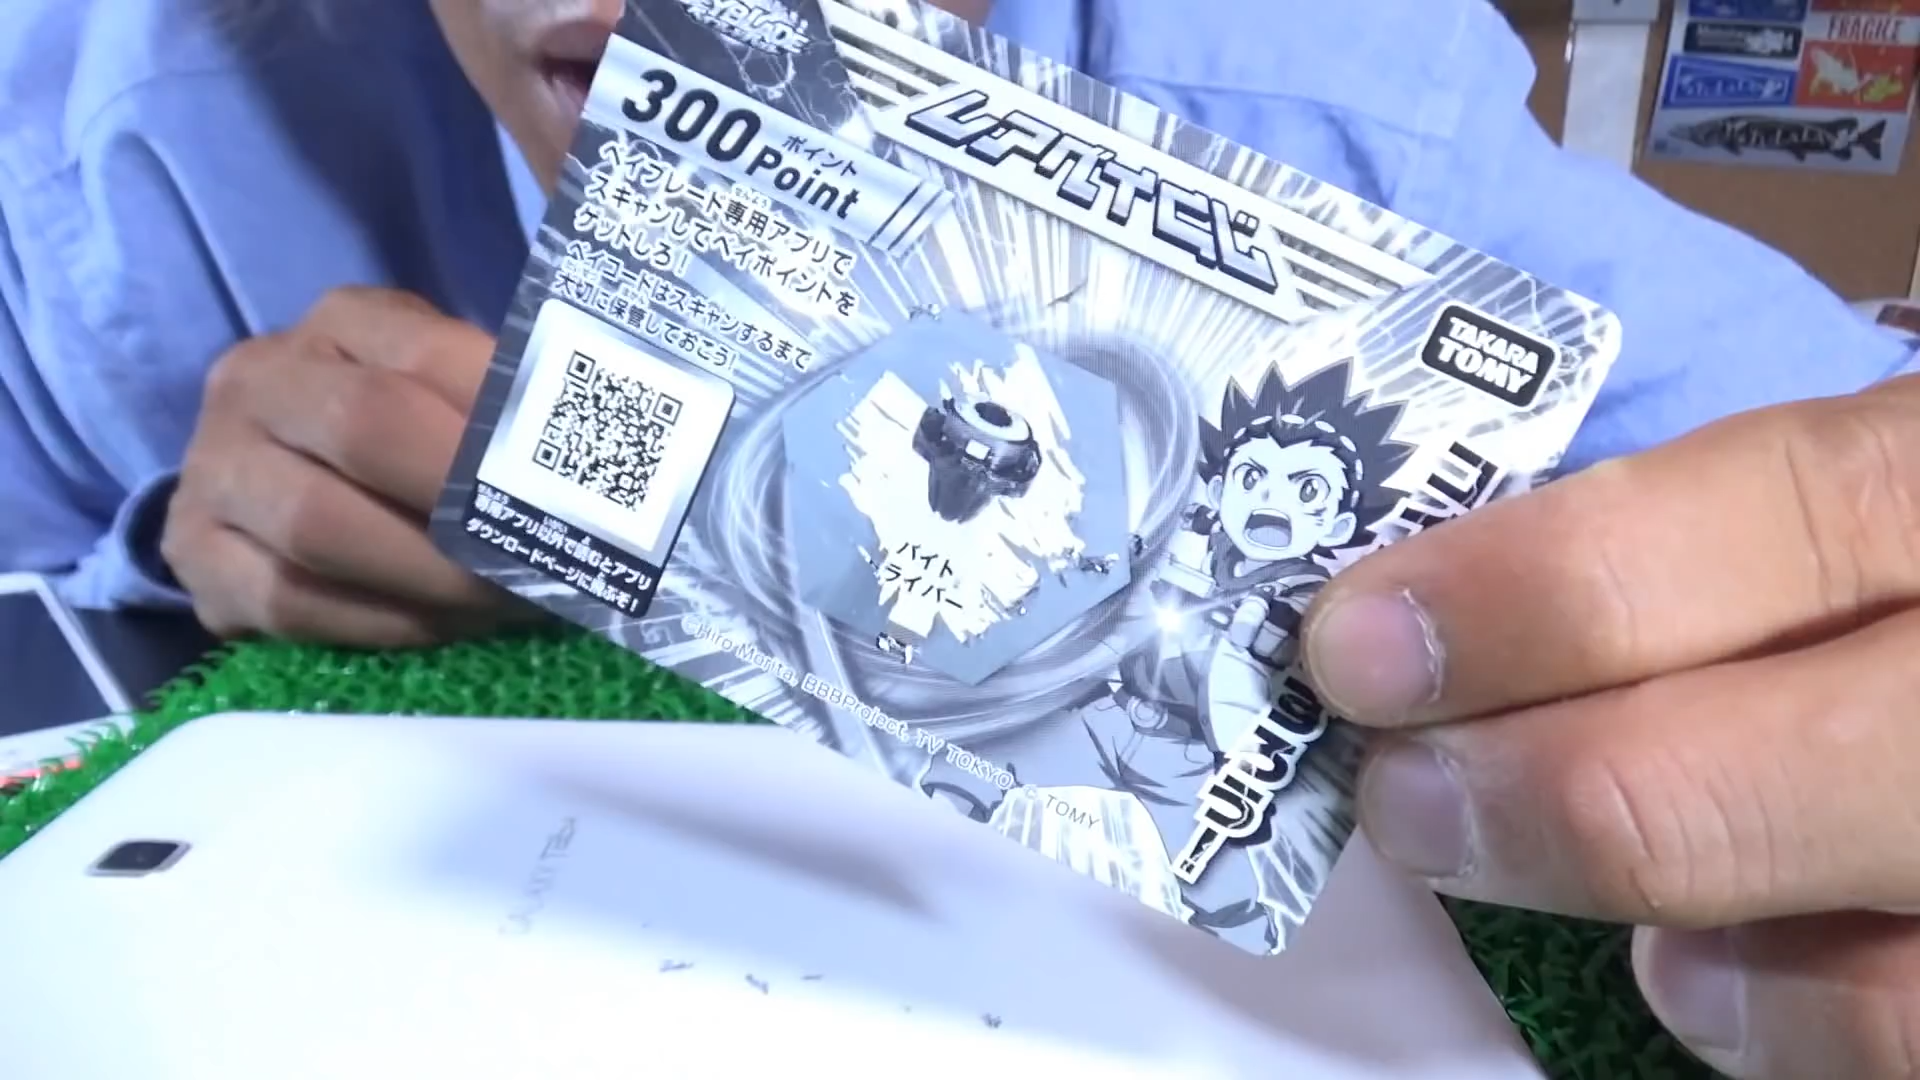 BEYBLADE
300 ポイント Point
レアベイGET
ベイブレード専用アプリで
スキャンしてベイポイントを
ゲットしろ！
ベイコードはスキャンするまで
大切に保管しておこう！
専用アプリ以外で読むとアプリ
ダウンロードページに飛ぶぞ！
TAKARA
TOMY
バイト
ライバー
©Hiro Morita, BBBProject, TV TOKYO © TOMY
FRAGILE